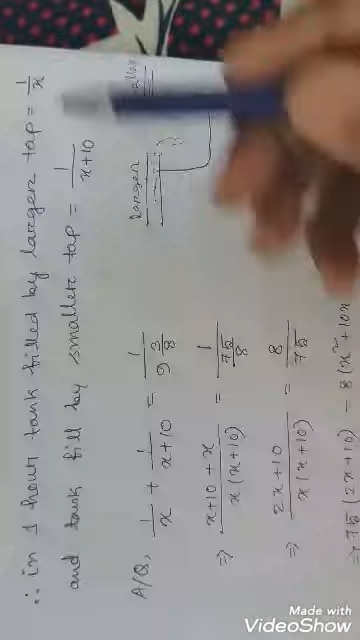 ∴ in 1 hour tank filled by larger tap = 1/x
and tank fill by smaller tap = 1/x+10
larger
A/Q, 1/x + 1/x+10 = 1/9 3/8
⇒ x+10+x/x(x+10) = 1/75/8
⇒ 2x+10/x(x+10) = 8/75
⇒ 75(2x+10) = 8(x²+10x
Made with
VideoShow